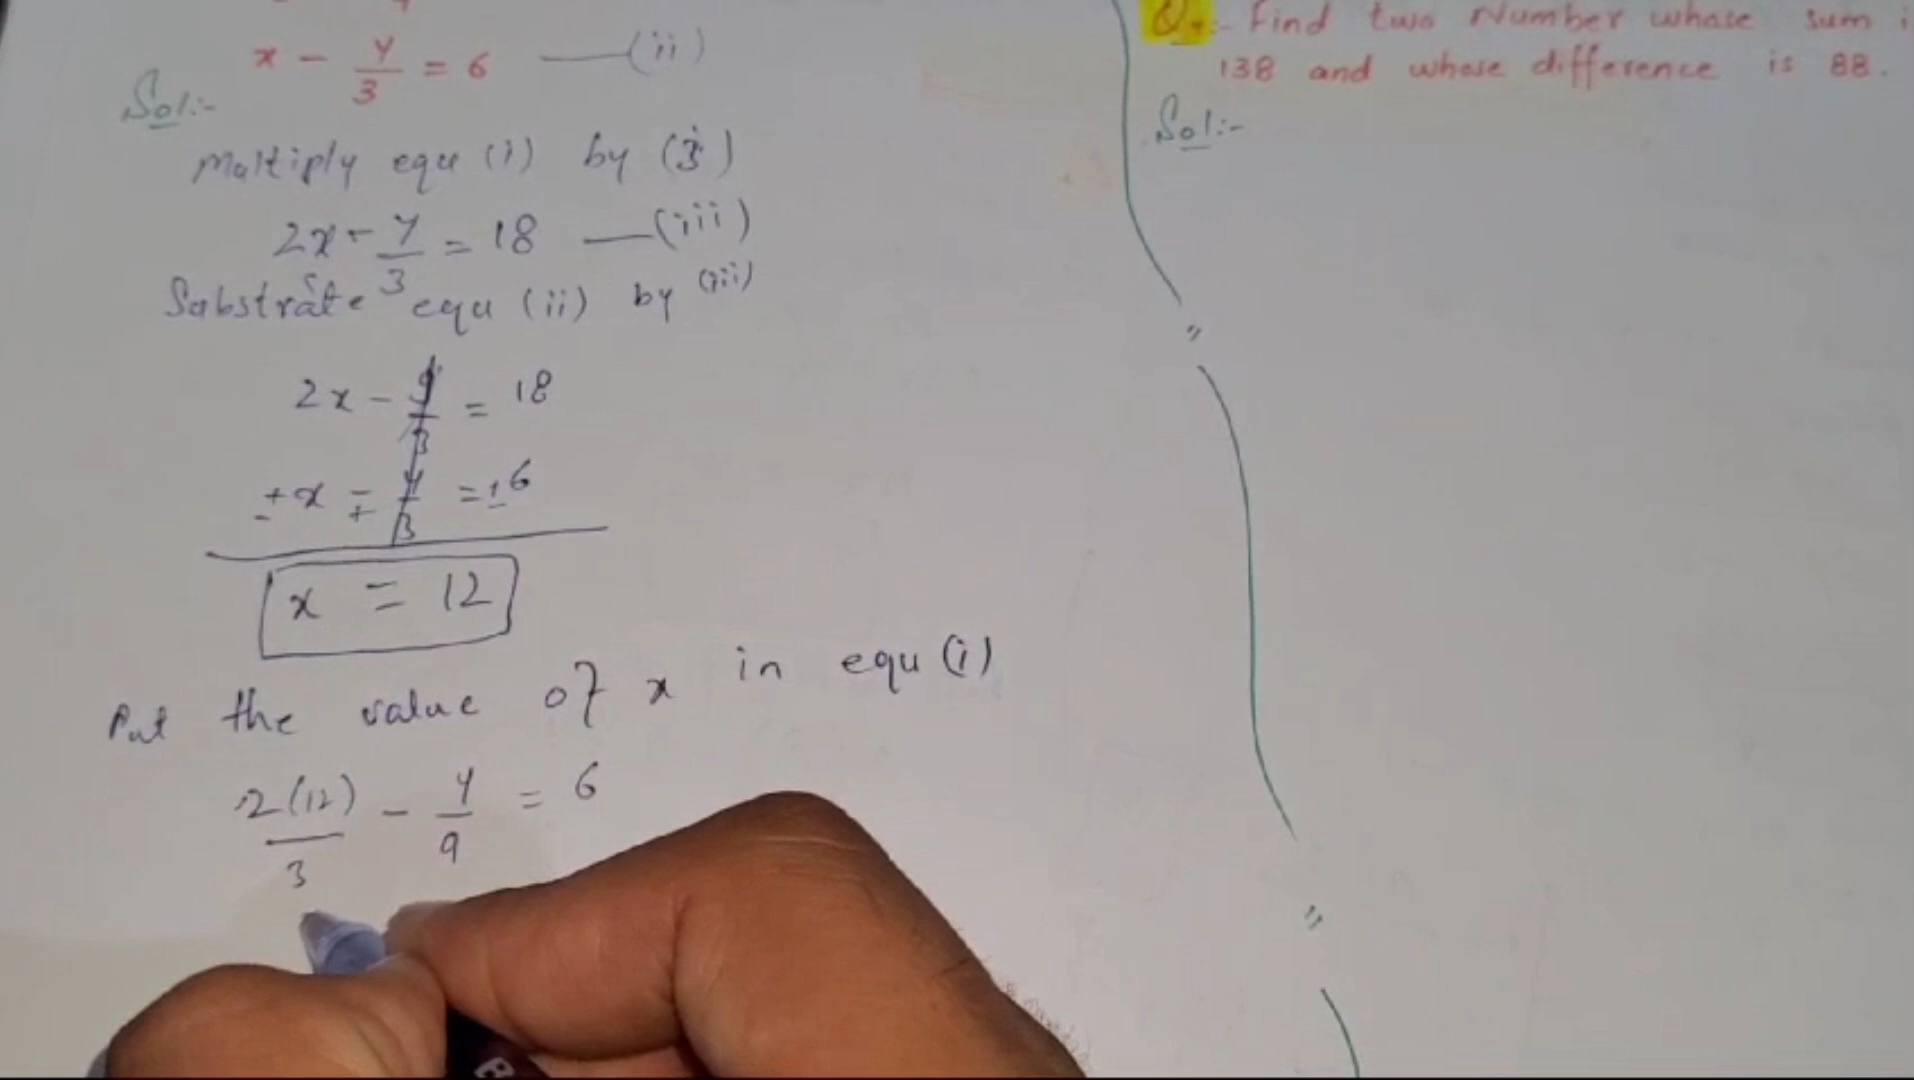 x - y/3 = 6 —(ii)
Sol:-
Multiply equ (i) by (3)
2x - y/3 = 18 —(iii)
Substrate equ (ii) by (iii)
2x - y/3 = 18
±x ∓ y/3 = ±6
x = 12
Put the value of x in equ (i)
2(12)/3 - y/9 = 6
B
Find two Number whose sum i
138 and whose difference is 88.
Sol:-